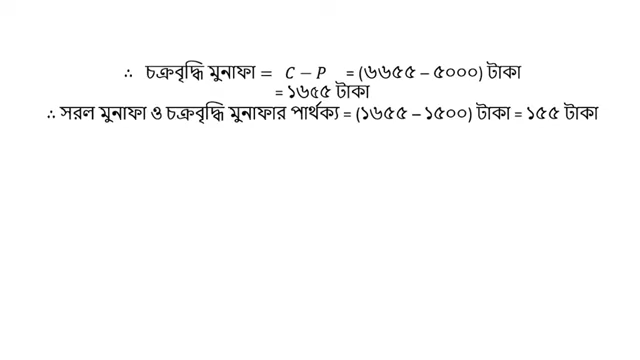 ∴ চক্রবৃদ্ধি মুনাফা = C – P = (৬৬৫৫ – ৫০০০) টাকা
= ১৬৫৫ টাকা
∴ সরল মুনাফা ও চক্রবৃদ্ধি মুনাফার পার্থক্য = (১৬৫৫ – ১৫০০) টাকা = ১৫৫ টাকা